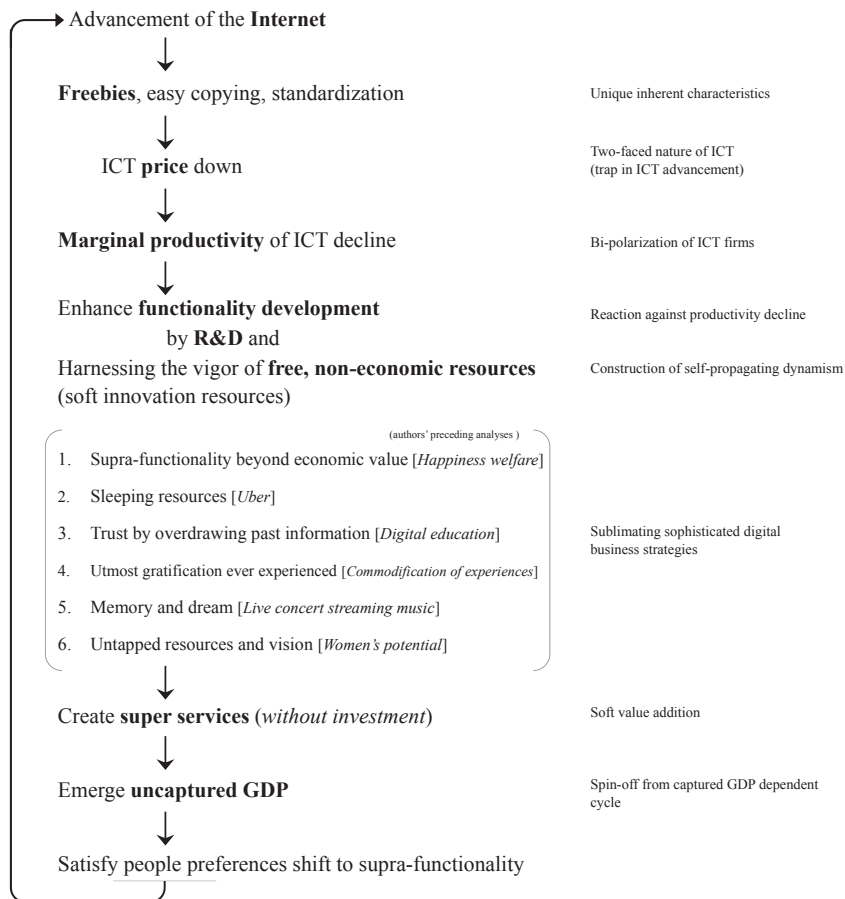 Advancement of the Internet
Freebies, easy copying, standardization
Unique inherent characteristics
ICT price down
Two-faced nature of ICT
(trap in ICT advancement)
Marginal productivity of ICT decline
Bi-polarization of ICT firms
Enhance functionality development
by R&D and
Reaction against productivity decline
Harnessing the vigor of free, non-economic resources
(soft innovation resources)
Construction of self-propagating dynamism
(authors' preceding analyses )
1. Supra-functionality beyond economic value [Happiness welfare]
2. Sleeping resources [Uber]
3. Trust by overdrawing past information [Digital education]
4. Utmost gratification ever experienced [Commodification of experiences]
5. Memory and dream [Live concert streaming music]
6. Untapped resources and vision [Women's potential]
Sublimating sophisticated digital
business strategies
Create super services (without investment)
Soft value addition
Emerge uncaptured GDP
Spin-off from captured GDP dependent
cycle
Satisfy people preferences shift to supra-functionality